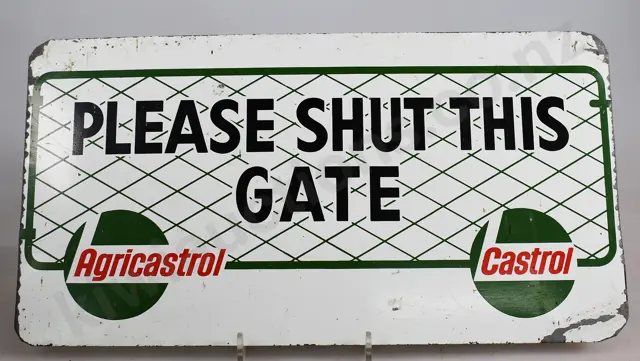 PLEASE SHUT THIS
GATE
Agricastrol
Castrol